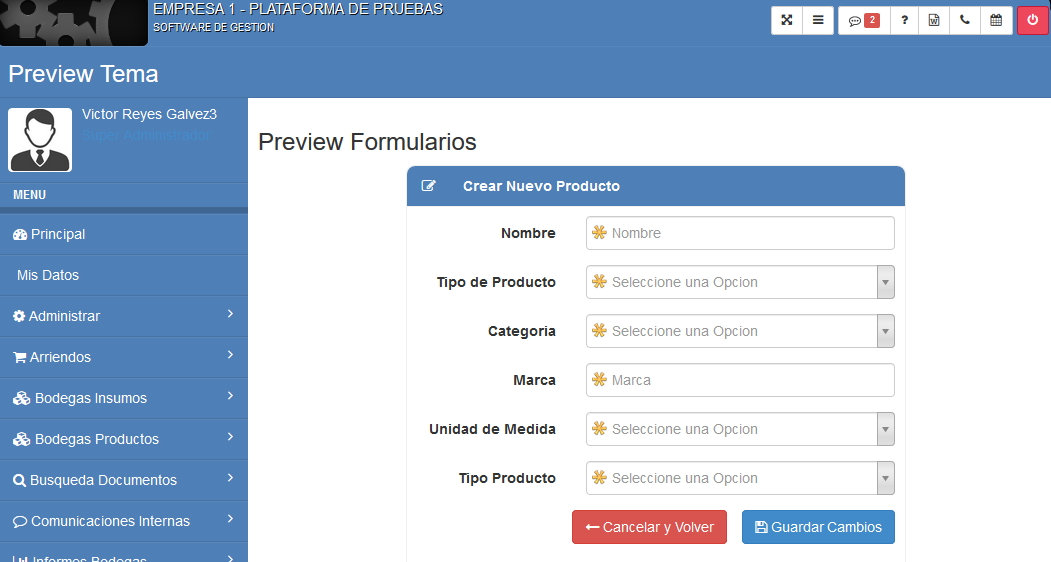 EMPRESA 1 - PLATAFORMA DE PRUEBAS
SOFTWARE DE GESTION
2
?
W
Preview Tema
Victor Reyes Galvez3
Super Administrador
MENU
Principal
Mis Datos
Administrar
Arriendos
Bodegas Insumos
Bodegas Productos
Busqueda Documentos
Comunicaciones Internas
Informes Bodegas
Preview Formularios
Crear Nuevo Producto
Nombre
Nombre
Tipo de Producto
Seleccione una Opcion
Categoria
Seleccione una Opcion
Marca
Marca
Unidad de Medida
Seleccione una Opcion
Tipo Producto
Seleccione una Opcion
Cancelar y Volver
Guardar Cambios